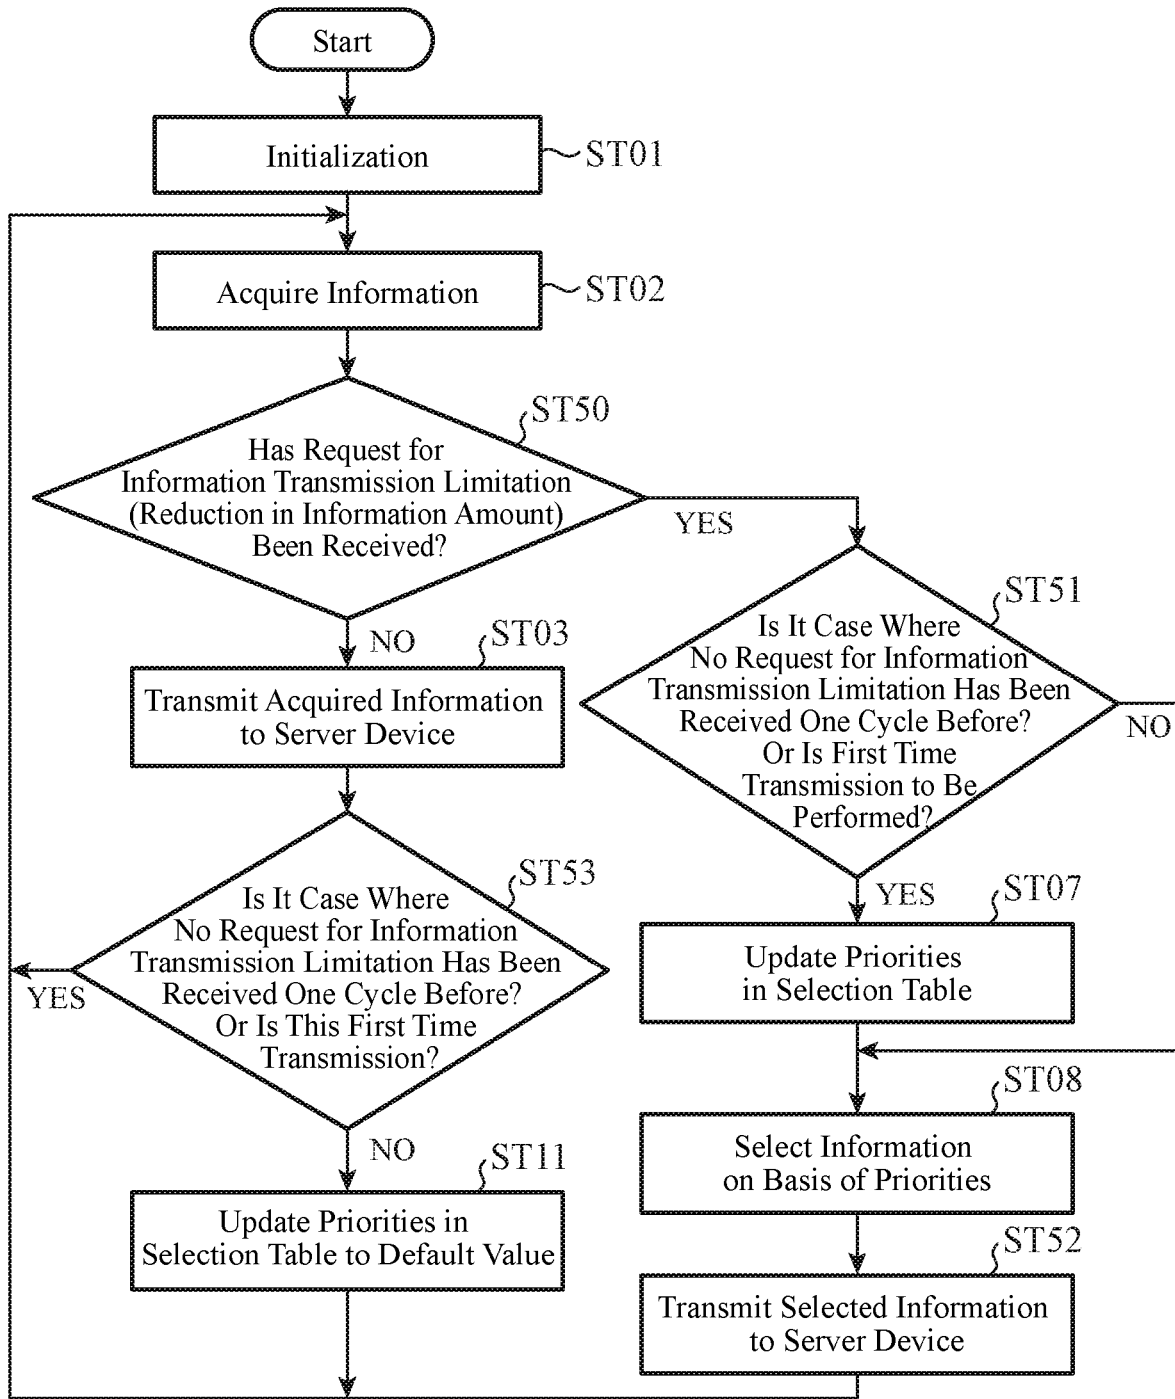 Start
Initialization
ST01
Acquire Information
ST02
ST50
Has Request for
Information Transmission Limitation
(Reduction in Information Amount)
Been Received?
YES
NO
ST03
Transmit Acquired Information
to Server Device
ST53
Is It Case Where
No Request for Information
Transmission Limitation Has Been
Received One Cycle Before?
Or Is This First Time
Transmission?
YES
NO
ST11
Update Priorities in
Selection Table to Default Value
ST51
Is It Case Where
No Request for Information
Transmission Limitation Has Been
Received One Cycle Before?
Or Is First Time
Transmission to Be
Performed?
NO
YES
ST07
Update Priorities
in Selection Table
ST08
Select Information
on Basis of Priorities
ST52
Transmit Selected Information
to Server Device